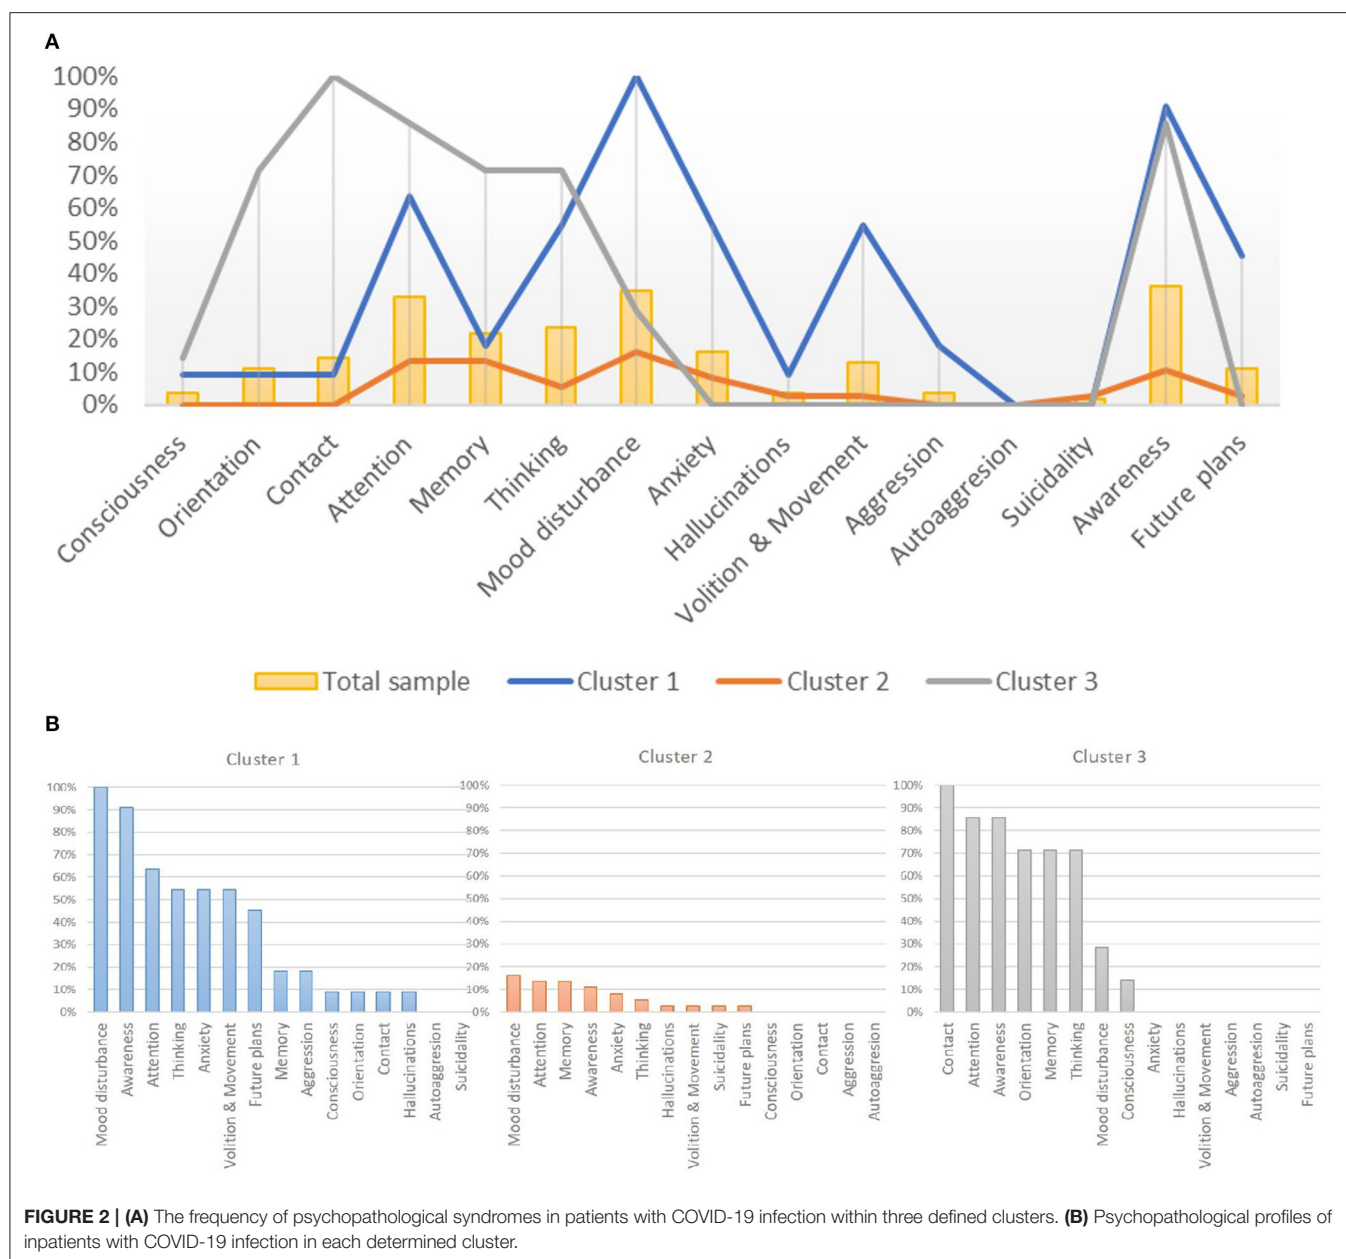 A
100%
90%
80%
70%
60%
50%
40%
30%
20%
10%
0%
Consciousness
Orientation
Contact
Attention
Memory
Thinking
Mood disturbance
Anxiety
Hallucinations
Volition & Movement
Aggression
Autoaggresion
Suicidality
Awareness
Future plans
Total sample Cluster 1 Cluster 2 Cluster 3
B
Cluster 1
100%
90%
80%
70%
60%
50%
40%
30%
20%
10%
0%
Mood disturbance
Awareness
Attention
Thinking
Anxiety
Volition & Movement
Future plans
Memory
Aggression
Consciousness
Orientation
Contact
Hallucinations
Autoaggresion
Suicidality
Cluster 2
100%
90%
80%
70%
60%
50%
40%
30%
20%
10%
0%
Mood disturbance
Attention
Memory
Awareness
Anxiety
Thinking
Hallucinations
Volition & Movement
Suicidality
Future plans
Consciousness
Orientation
Contact
Aggression
Autoaggresion
Cluster 3
100%
90%
80%
70%
60%
50%
40%
30%
20%
10%
0%
Contact
Attention
Awareness
Orientation
Memory
Thinking
Mood disturbance
Consciousness
Anxiety
Hallucinations
Volition & Movement
Aggression
Autoaggresion
Suicidality
Future plans
FIGURE 2 | (A) The frequency of psychopathological syndromes in patients with COVID-19 infection within three defined clusters. (B) Psychopathological profiles of
inpatients with COVID-19 infection in each determined cluster.